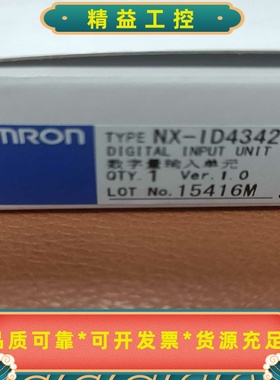 精益工控
MRON
TYPE NX-ID4342
DIGITAL INPUT UNIT
数字量输入单元
QTY. 1 Ver. 1.0
LOT No. 15416M
品质可靠*可开发票*货源充足